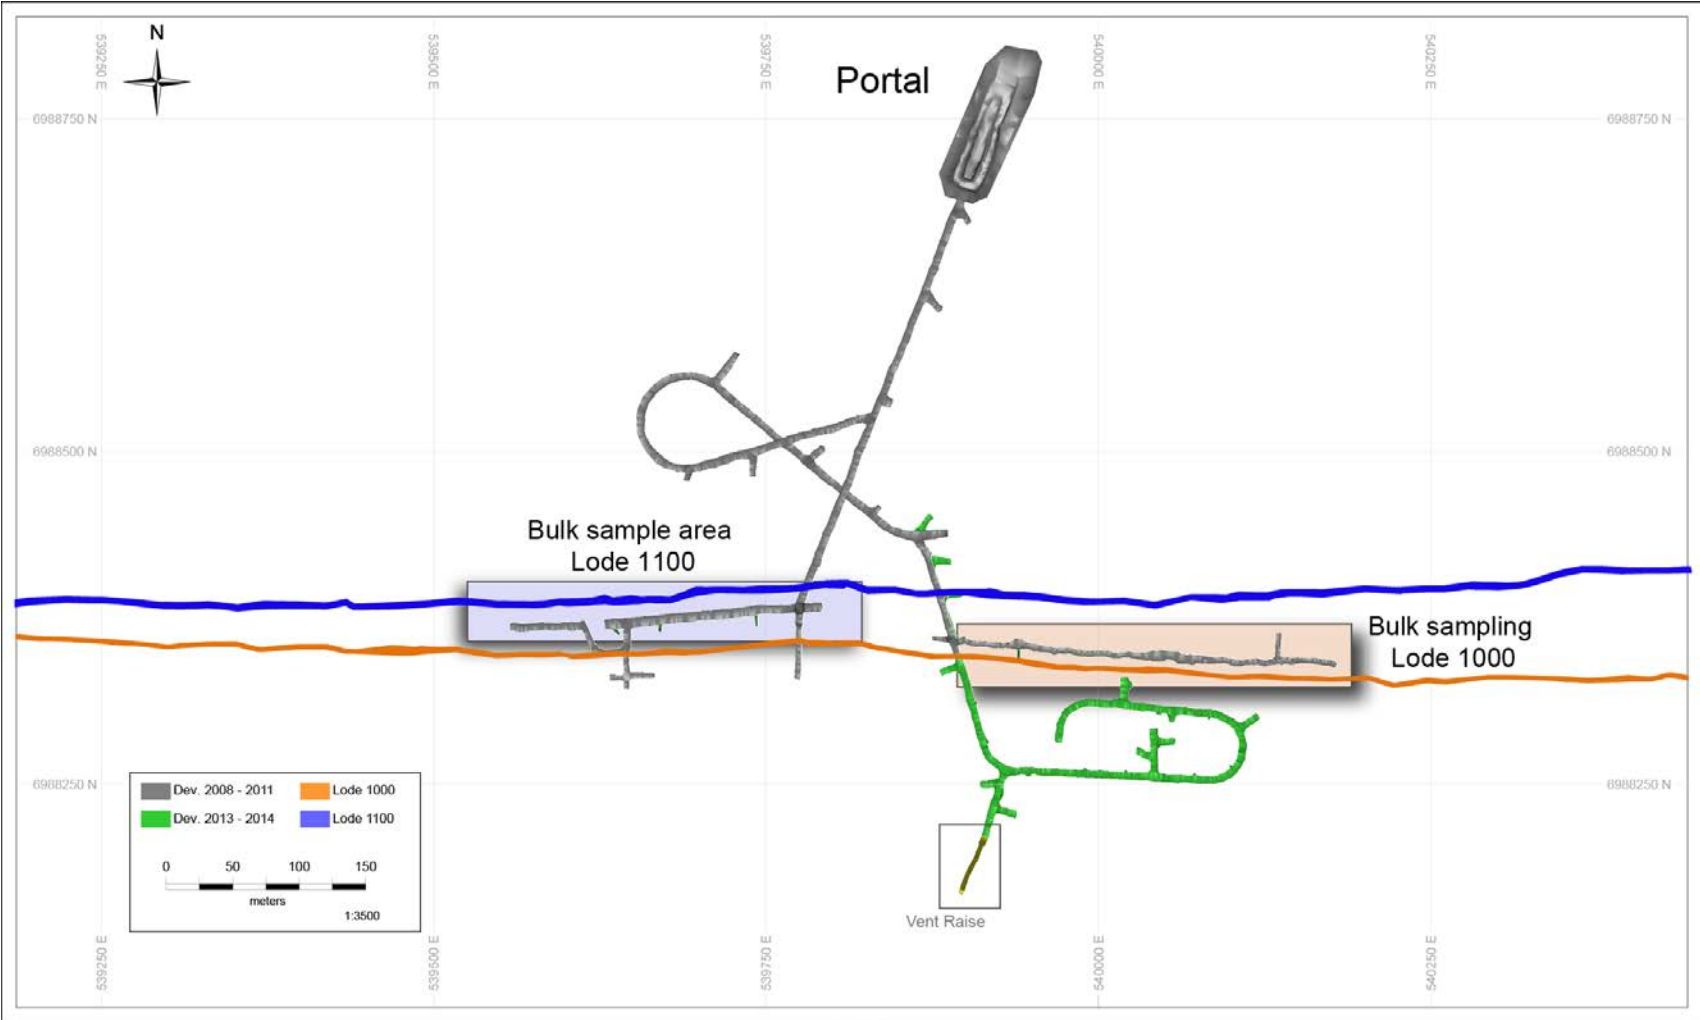 N
539250 E
539500 E
539750 E
540000 E
540250 E
Portal
6988750 N
6988750 N
6988500 N
6988500 N
Bulk sample area
Lode 1100
Bulk sampling
Lode 1000
6988250 N
6988250 N
Dev. 2008 - 2011
Lode 1000
Dev. 2013 - 2014
Lode 1100
0 50 100 150
meters
1:3500
Vent Raise
539250 E
539500 E
539750 E
540000 E
540250 E